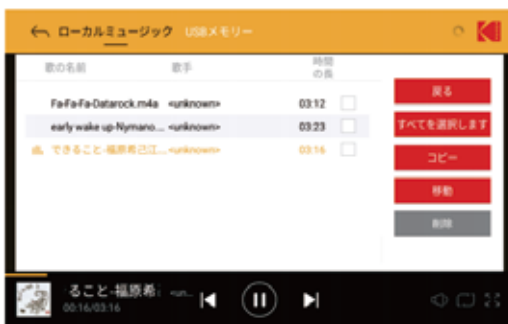 ローカルミュージック USBメモリー
歌の名前 歌手 時間の長
Fa-Fa-Fa-Datarock.m4a <unknown> 03:12
early wake up-Nymano... <unknown> 03:23
できること-福原希己江... <unknown> 03:16
戻る
すべてを選択します
コピー
移動
削除
ること-福原希 <un...
00:16/03:16